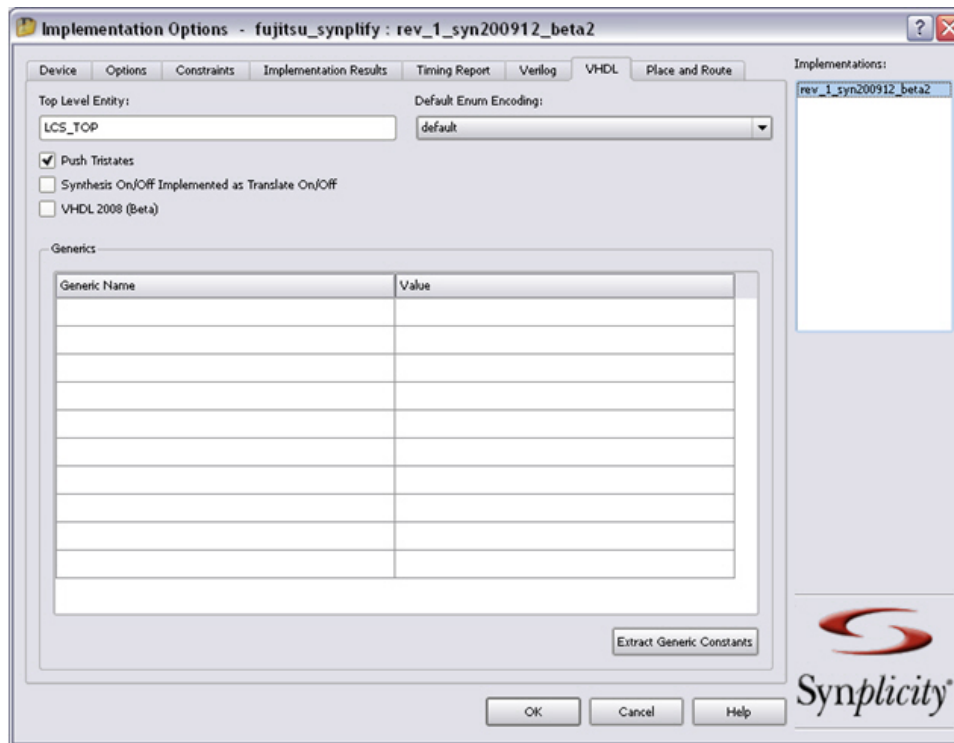 Implementation Options - fujitsu_synplify : rev_1_syn200912_beta2
Device Options Constraints Implementation Results Timing Report Verilog VHDL Place and Route
Implementations:
rev_1_syn200912_beta2
Top Level Entity: Default Enum Encoding:
LCS_TOP default
Push Tristates
Synthesis On/Off Implemented as Translate On/Off
VHDL 2008 (Beta)
Generics
Generic Name Value
Extract Generic Constants
OK Cancel Help
Synplicity®